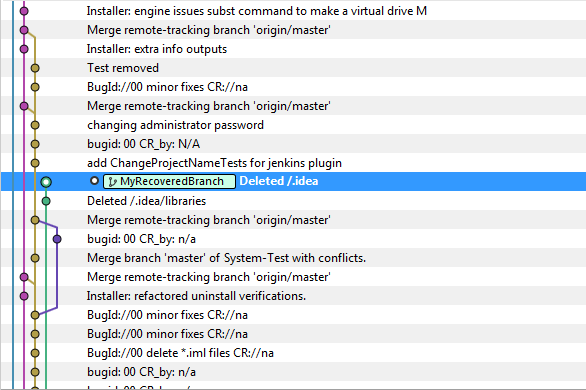 Installer: engine issues subst command to make a virtual drive M
Merge remote-tracking branch 'origin/master'
Installer: extra info outputs
Test removed
BugId://00 minor fixes CR://na
Merge remote-tracking branch 'origin/master'
changing administrator password
bugid: 00 CR_by: N/A
add ChangeProjectNameTests for jenkins plugin
MyRecoveredBranch Deleted /.idea
Deleted /.idea/libraries
Merge remote-tracking branch 'origin/master'
bugid: 00 CR_by: n/a
Merge branch 'master' of System-Test with conflicts.
Merge remote-tracking branch 'origin/master'
Installer: refactored uninstall verifications.
BugId://00 minor fixes CR://na
BugId://00 minor fixes CR://na
BugId://00 delete *.iml files CR://na
bugid: 00 CR_by: n/a